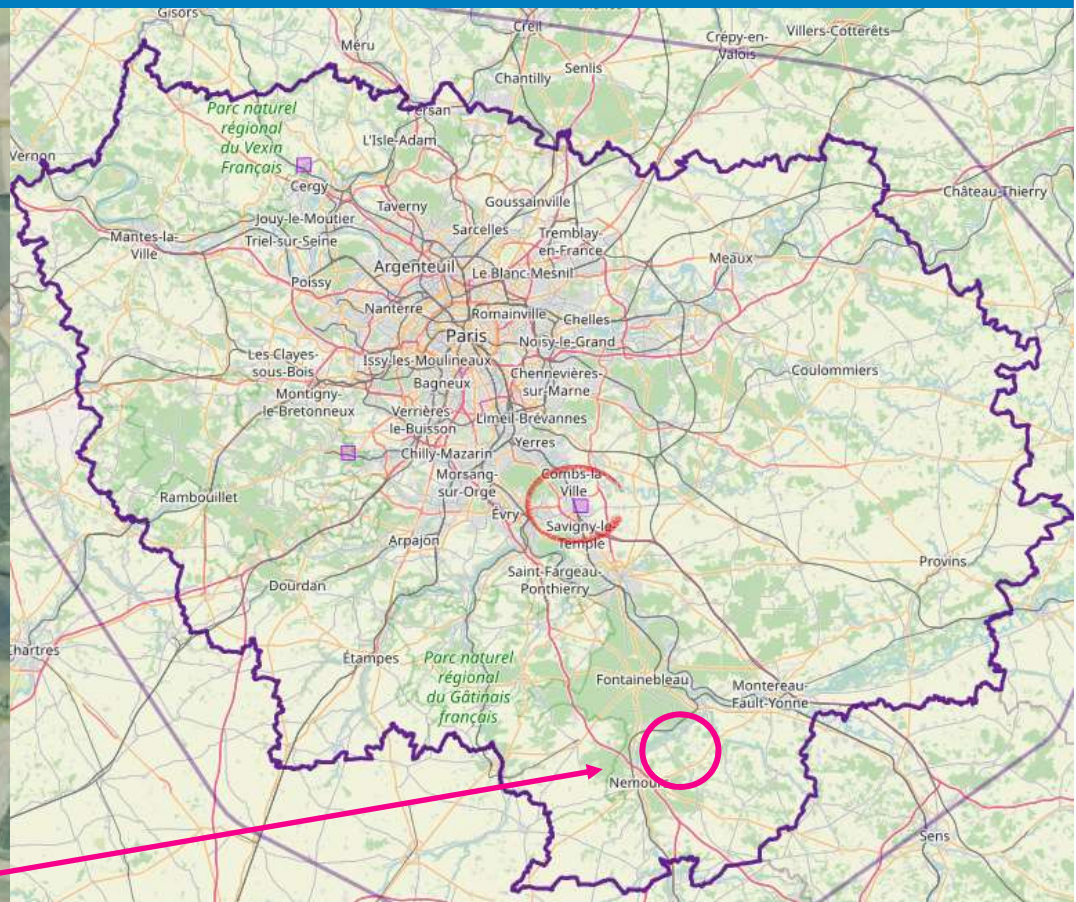 Gisors
Creil
Méru
Crépy-en-
Valois
Villers-Cotterêts
Senlis
Chantilly
Parc naturel
régional
du Vexin
Français
Persan
L'Isle-Adam
Vernon
Cergy
Château-Thierry
Taverny
Goussainville
Jouy-le-Moutier
Sarcelles
Mantes-la-
Ville
Triel-sur-Seine
Tremblay-
en-France
Meaux
Argenteuil
Le Blanc-Mesnil
Poissy
Nanterre
Romainville
Chelles
Paris
Noisy-le-Grand
Les Clayes-
sous-Bois
Issy-les-Moulineaux
Coulommiers
Bagneux
Chennevières-
sur-Marne
Montigny-
le-Bretonneux
Verrières-
le-Buisson
Limeil-Brévannes
Yerres
Chilly-Mazarin
Morsang-
sur-Orge
Combs-la-
Ville
Rambouillet
Évry
Savigny-le-
Temple
Arpajon
Provins
Saint-Fargeau-
Ponthierry
Dourdan
Chartres
Étampes
Parc naturel
régional
du Gâtinais
français
Fontainebleau
Montereau-
Fault-Yonne
Nemours
Sens